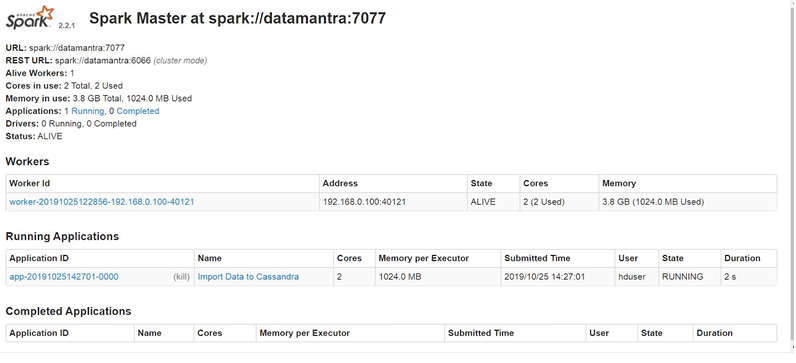 APACHE
Spark 2.2.1 Spark Master at spark://datamantra:7077
URL: spark://datamantra:7077
REST URL: spark://datamantra:6066 (cluster mode)
Alive Workers: 1
Cores in use: 2 Total, 2 Used
Memory in use: 3.8 GB Total, 1024.0 MB Used
Applications: 1 Running, 0 Completed
Drivers: 0 Running, 0 Completed
Status: ALIVE
Workers
Worker Id Address State Cores Memory
worker-20191025122856-192.168.0.100-40121 192.168.0.100:40121 ALIVE 2 (2 Used) 3.8 GB (1024.0 MB Used)
Running Applications
Application ID Name Cores Memory per Executor Submitted Time User State Duration
app-20191025142701-0000 (kill) Import Data to Cassandra 2 1024.0 MB 2019/10/25 14:27:01 hduser RUNNING 2 s
Completed Applications
Application ID Name Cores Memory per Executor Submitted Time User State Duration